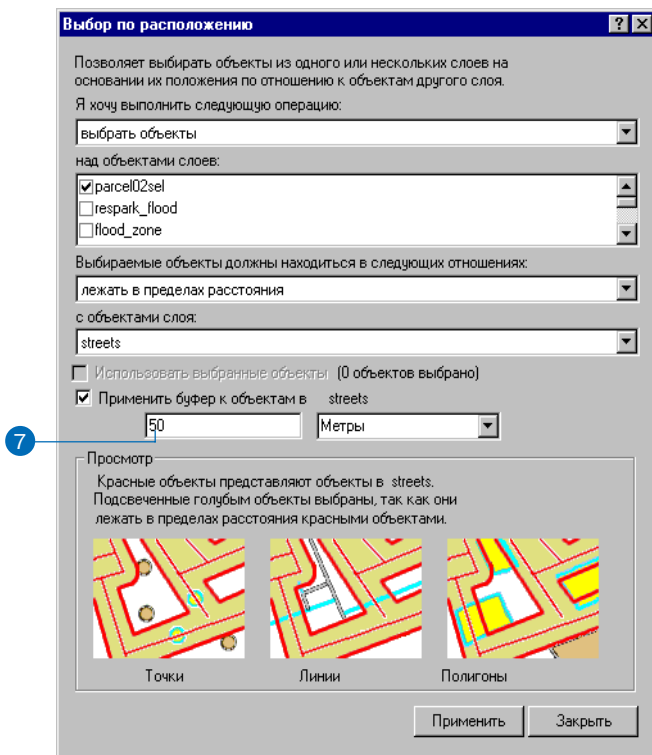 Выбор по расположению
Позволяет выбирать объекты из одного или нескольких слоев на
основании их положения по отношению к объектам другого слоя.
Я хочу выполнить следующую операцию:
выбрать объекты
над объектами слоев:
parcel02sel
respark_flood
flood_zone
Выбираемые объекты должны находиться в следующих отношениях:
лежать в пределах расстояния
с объектами слоя:
streets
Использовать выбранные объекты (0 объектов выбрано)
Применить буфер к объектам в streets
7 50 Метры
Просмотр
Красные объекты представляют объекты в streets.
Подсвеченные голубым объекты выбраны, так как они
лежать в пределах расстояния красными объектами.
Точки Линии Полигоны
Применить Закрыть